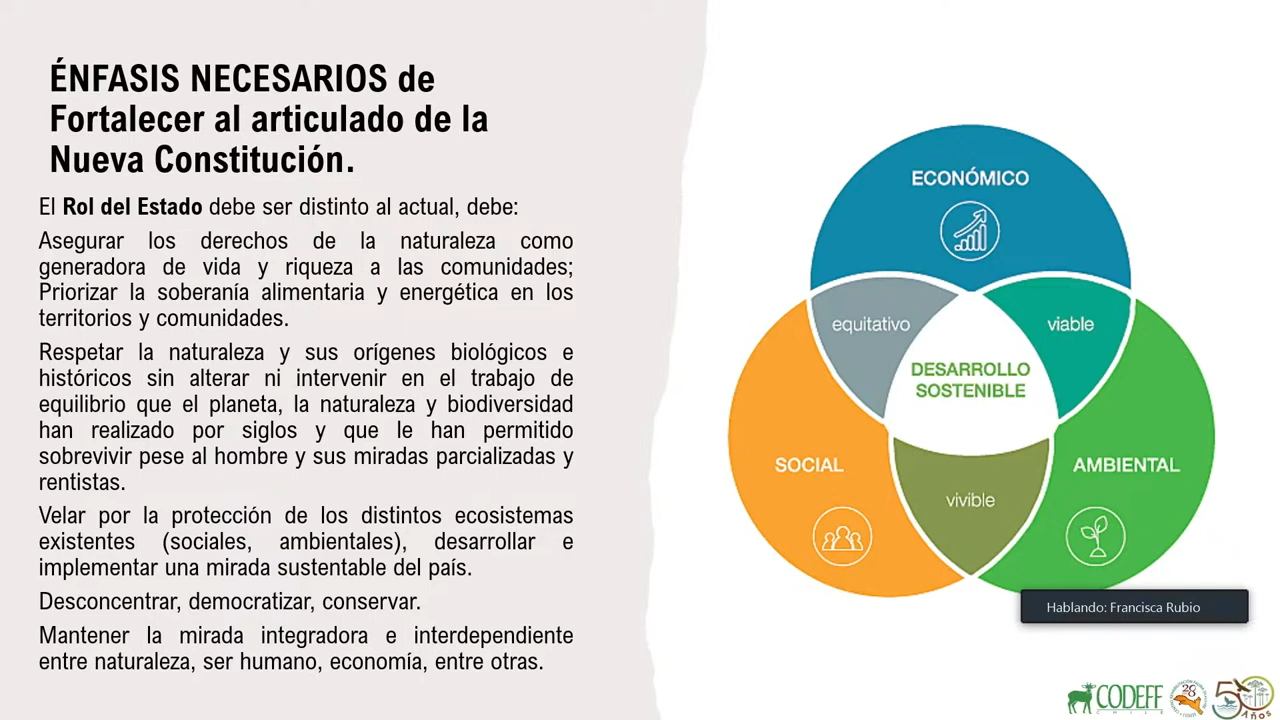 ÉNFASIS NECESARIOS de
Fortalecer al articulado de la
Nueva Constitución.
El Rol del Estado debe ser distinto al actual, debe:
Asegurar los derechos de la naturaleza como
generadora de vida y riqueza a las comunidades;
Priorizar la soberanía alimentaria y energética en los
territorios y comunidades.
Respetar la naturaleza y sus orígenes biológicos e
históricos sin alterar ni intervenir en el trabajo de
equilibrio que el planeta, la naturaleza y biodiversidad
han realizado por siglos y que le han permitido
sobrevivir pese al hombre y sus miradas parcializadas y
rentistas.
Velar por la protección de los distintos ecosistemas
existentes (sociales, ambientales), desarrollar e
implementar una mirada sustentable del país.
Desconcentrar, democratizar, conservar.
Mantener la mirada integradora e interdependiente
entre naturaleza, ser humano, economía, entre otras.
ECONÓMICO
equitativo
viable
DESARROLLO
SOSTENIBLE
SOCIAL
AMBIENTAL
vivible
Hablando: Francisca Rubio
CODEFF
CHILE
28
50
Años